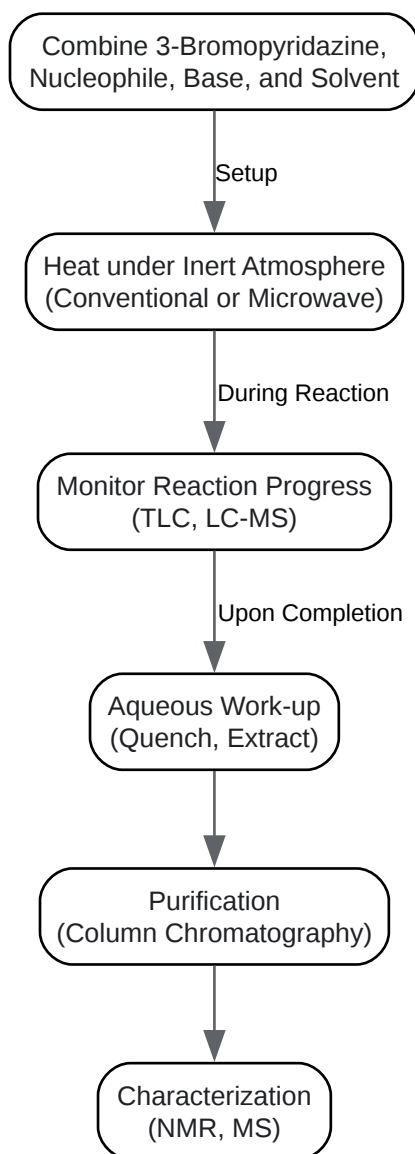 Combine 3-Bromopyridazine,
Nucleophile, Base, and Solvent
Setup
Heat under Inert Atmosphere
(Conventional or Microwave)
During Reaction
Monitor Reaction Progress
(TLC, LC-MS)
Upon Completion
Aqueous Work-up
(Quench, Extract)
Purification
(Column Chromatography)
Characterization
(NMR, MS)